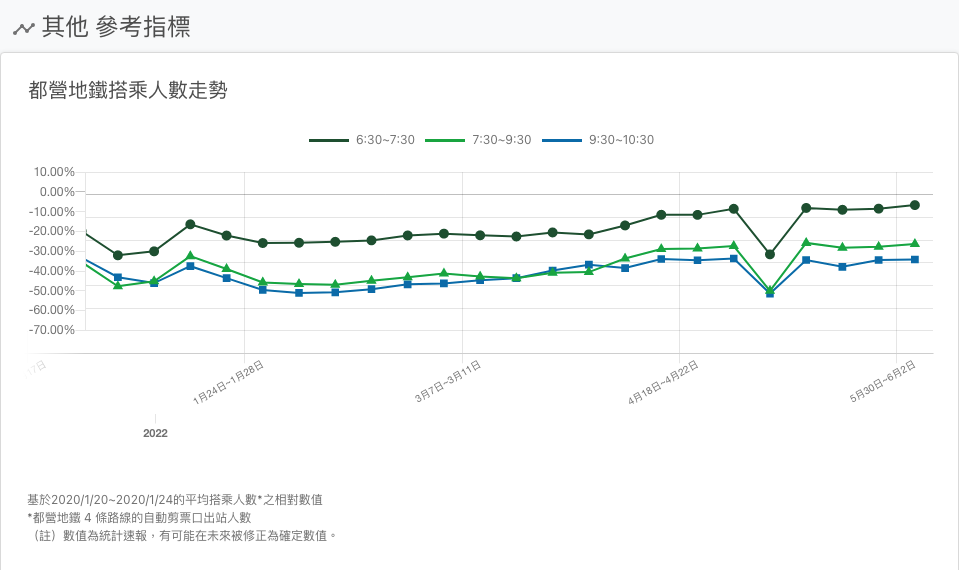 其他 參考指標
都營地鐵搭乘人數走勢
6:30~7:30 7:30~9:30 9:30~10:30
10.00%
0.00%
-10.00%
-20.00%
-30.00%
-40.00%
-50.00%
-60.00%
-70.00%
17日 1月24日~1月28日 3月7日~3月11日 4月18日~4月22日 5月30日~6月2日
2022
基於2020/1/20~2020/1/24的平均搭乘人數*之相對數值
*都營地鐵 4 條路線的自動剪票口出站人數
（註）數值為統計速報，有可能在未來被修正為確定數值。